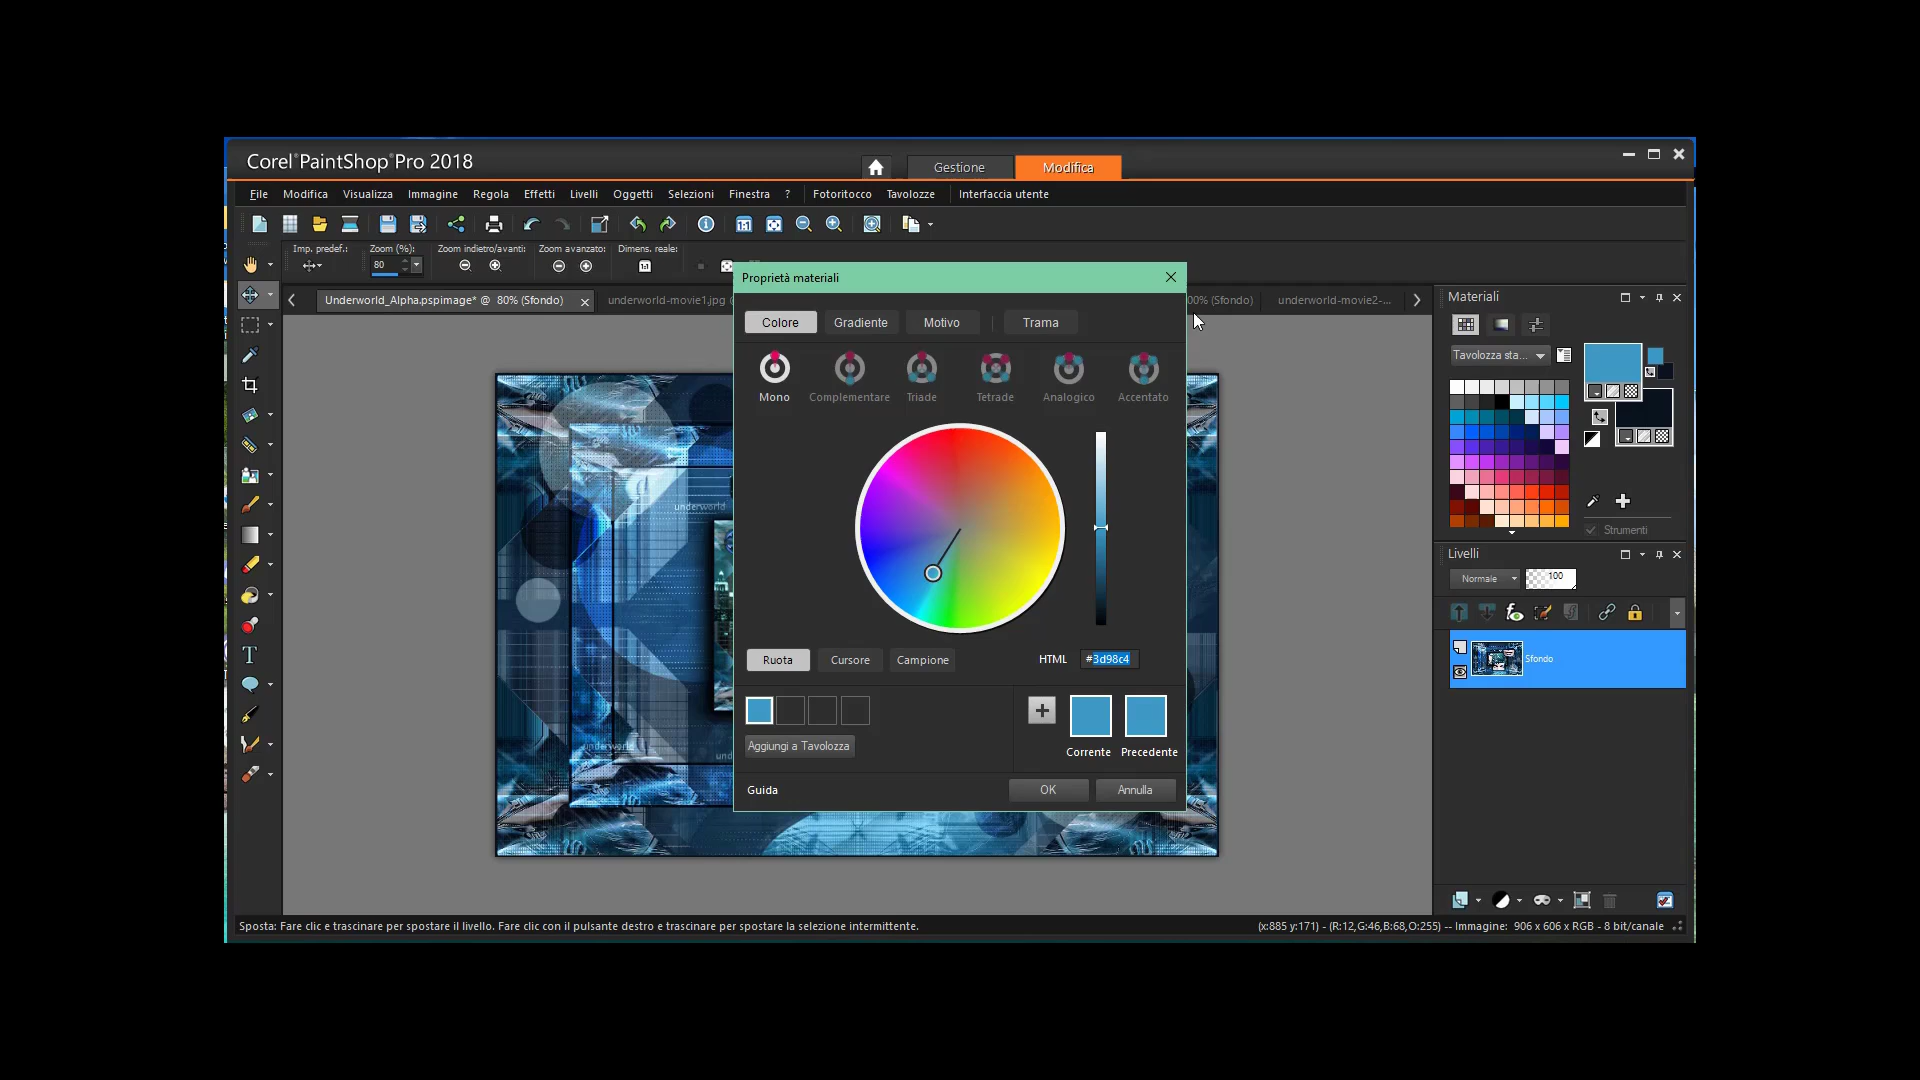 Corel®PaintShop®Pro 2018
Gestione
Modifica
File Modifica Visualizza Immagine Regola Effetti Livelli Oggetti Selezioni Finestra ? Fotoritocco Tavolozze Interfaccia utente
Imp. predef.: Zoom (%): Zoom indietro/avanti: Zoom avanzato: Dimens. reale:
80
Underworld_Alpha.pspimage* @ 80% (Sfondo)
underworld-movie1.jpg
00% (Sfondo)
underworld-movie2-...
Proprietà materiali
Colore Gradiente Motivo Trama
Mono Complementare Triade Tetrade Analogico Accentato
Ruota Cursore Campione
HTML #3d98c4
Aggiungi a Tavolozza
Corrente Precedente
Guida
OK Annulla
underworld
underworld
Materiali
Tavolozza sta...
Strumenti
Livelli
Normale 100
Sfondo
Sposta: Fare clic e trascinare per spostare il livello. Fare clic con il pulsante destro e trascinare per spostare la selezione intermittente.
(x:885 y:171) - (R:12,G:46,B:68,O:255) -- Immagine: 906 x 606 x RGB - 8 bit/canale